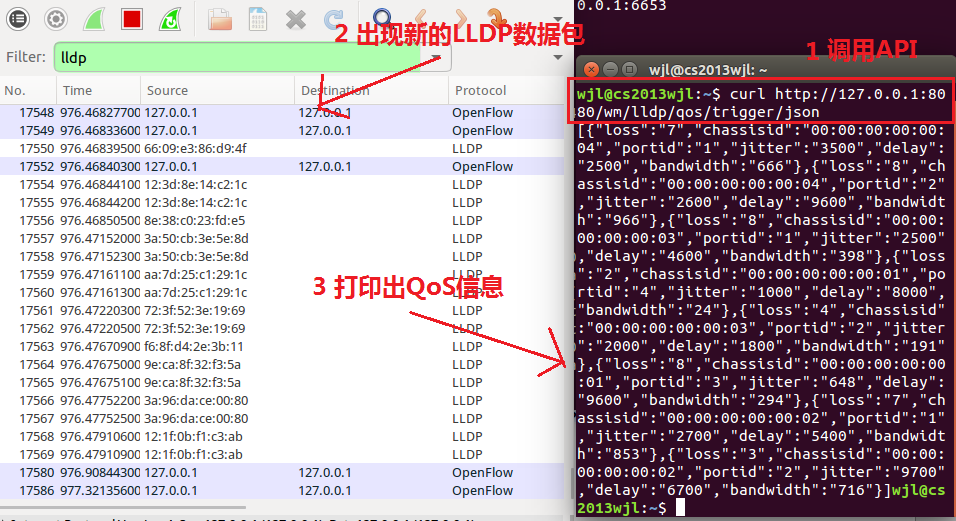 0.0.1:6653
2 出现新的LLDP数据包
1 调用API
Filter: lldp
wjl@cs2013wjl: ~
No. Time Source Destination Protocol
17548 976.46827700 127.0.0.1 127.0.0.1 OpenFlow
17549 976.46833600 127.0.0.1 127.0.0.1 OpenFlow
17550 976.46839500 66:09:e3:86:d9:4f LLDP
17552 976.46840300 127.0.0.1 127.0.0.1 OpenFlow
17554 976.46844100 12:3d:8e:14:c2:1c LLDP
17555 976.46844200 12:3d:8e:14:c2:1c LLDP
17556 976.46850500 8e:38:c0:23:fd:e5 LLDP
17557 976.47152000 3a:50:cb:3e:5e:8d LLDP
17558 976.47152300 3a:50:cb:3e:5e:8d LLDP
17559 976.47161100 aa:7d:25:c1:29:1c LLDP
17560 976.47161300 aa:7d:25:c1:29:1c LLDP
17561 976.47220300 72:3f:52:3e:19:69 LLDP
17562 976.47220500 72:3f:52:3e:19:69 LLDP
17563 976.47670900 f6:8f:d4:2e:3b:11 LLDP
17564 976.47675000 9e:ca:8f:32:f3:5a LLDP
17565 976.47675100 9e:ca:8f:32:f3:5a LLDP
17566 976.47752200 3a:96:da:ce:00:80 LLDP
17567 976.47752500 3a:96:da:ce:00:80 LLDP
17568 976.47910600 12:1f:0b:f1:c3:ab LLDP
17569 976.47910900 12:1f:0b:f1:c3:ab LLDP
17580 976.90844300 127.0.0.1 127.0.0.1 OpenFlow
17586 977.32135600 127.0.0.1 127.0.0.1 OpenFlow
3 打印出QoS信息
wjl@cs2013wjl:~$ curl http://127.0.0.1:80
80/wm/lldp/qos/trigger/json
[{"loss":"7","chassisid":"00:00:00:00:00:
04","portid":"1","jitter":"3500","delay":
"2500","bandwidth":"666"},{"loss":"8","ch
assisid":"00:00:00:00:00:04","portid":"2"
,"jitter":"2600","delay":"9600","bandwidt
h":"966"},{"loss":"8","chassisid":"00:00:
00:00:00:03","portid":"1","jitter":"2500"
,"delay":"4600","bandwidth":"398"},{"loss
":"2","chassisid":"00:00:00:00:00:01","po
rtid":"4","jitter":"1000","delay":"8000",
"bandwidth":"24"},{"loss":"4","chassisid"
:"00:00:00:00:00:03","portid":"2","jitter
":"2000","delay":"1800","bandwidth":"191"
},{"loss":"8","chassisid":"00:00:00:00:00
:01","portid":"3","jitter":"648","delay":
"9600","bandwidth":"294"},{"loss":"7","ch
assisid":"00:00:00:00:00:02","portid":"1"
,"jitter":"2700","delay":"5400","bandwidt
h":"853"},{"loss":"3","chassisid":"00:00:
00:00:00:02","portid":"2","jitter":"9700"
,"delay":"6700","bandwidth":"716"}]wjl@cs
2013wjl:~$